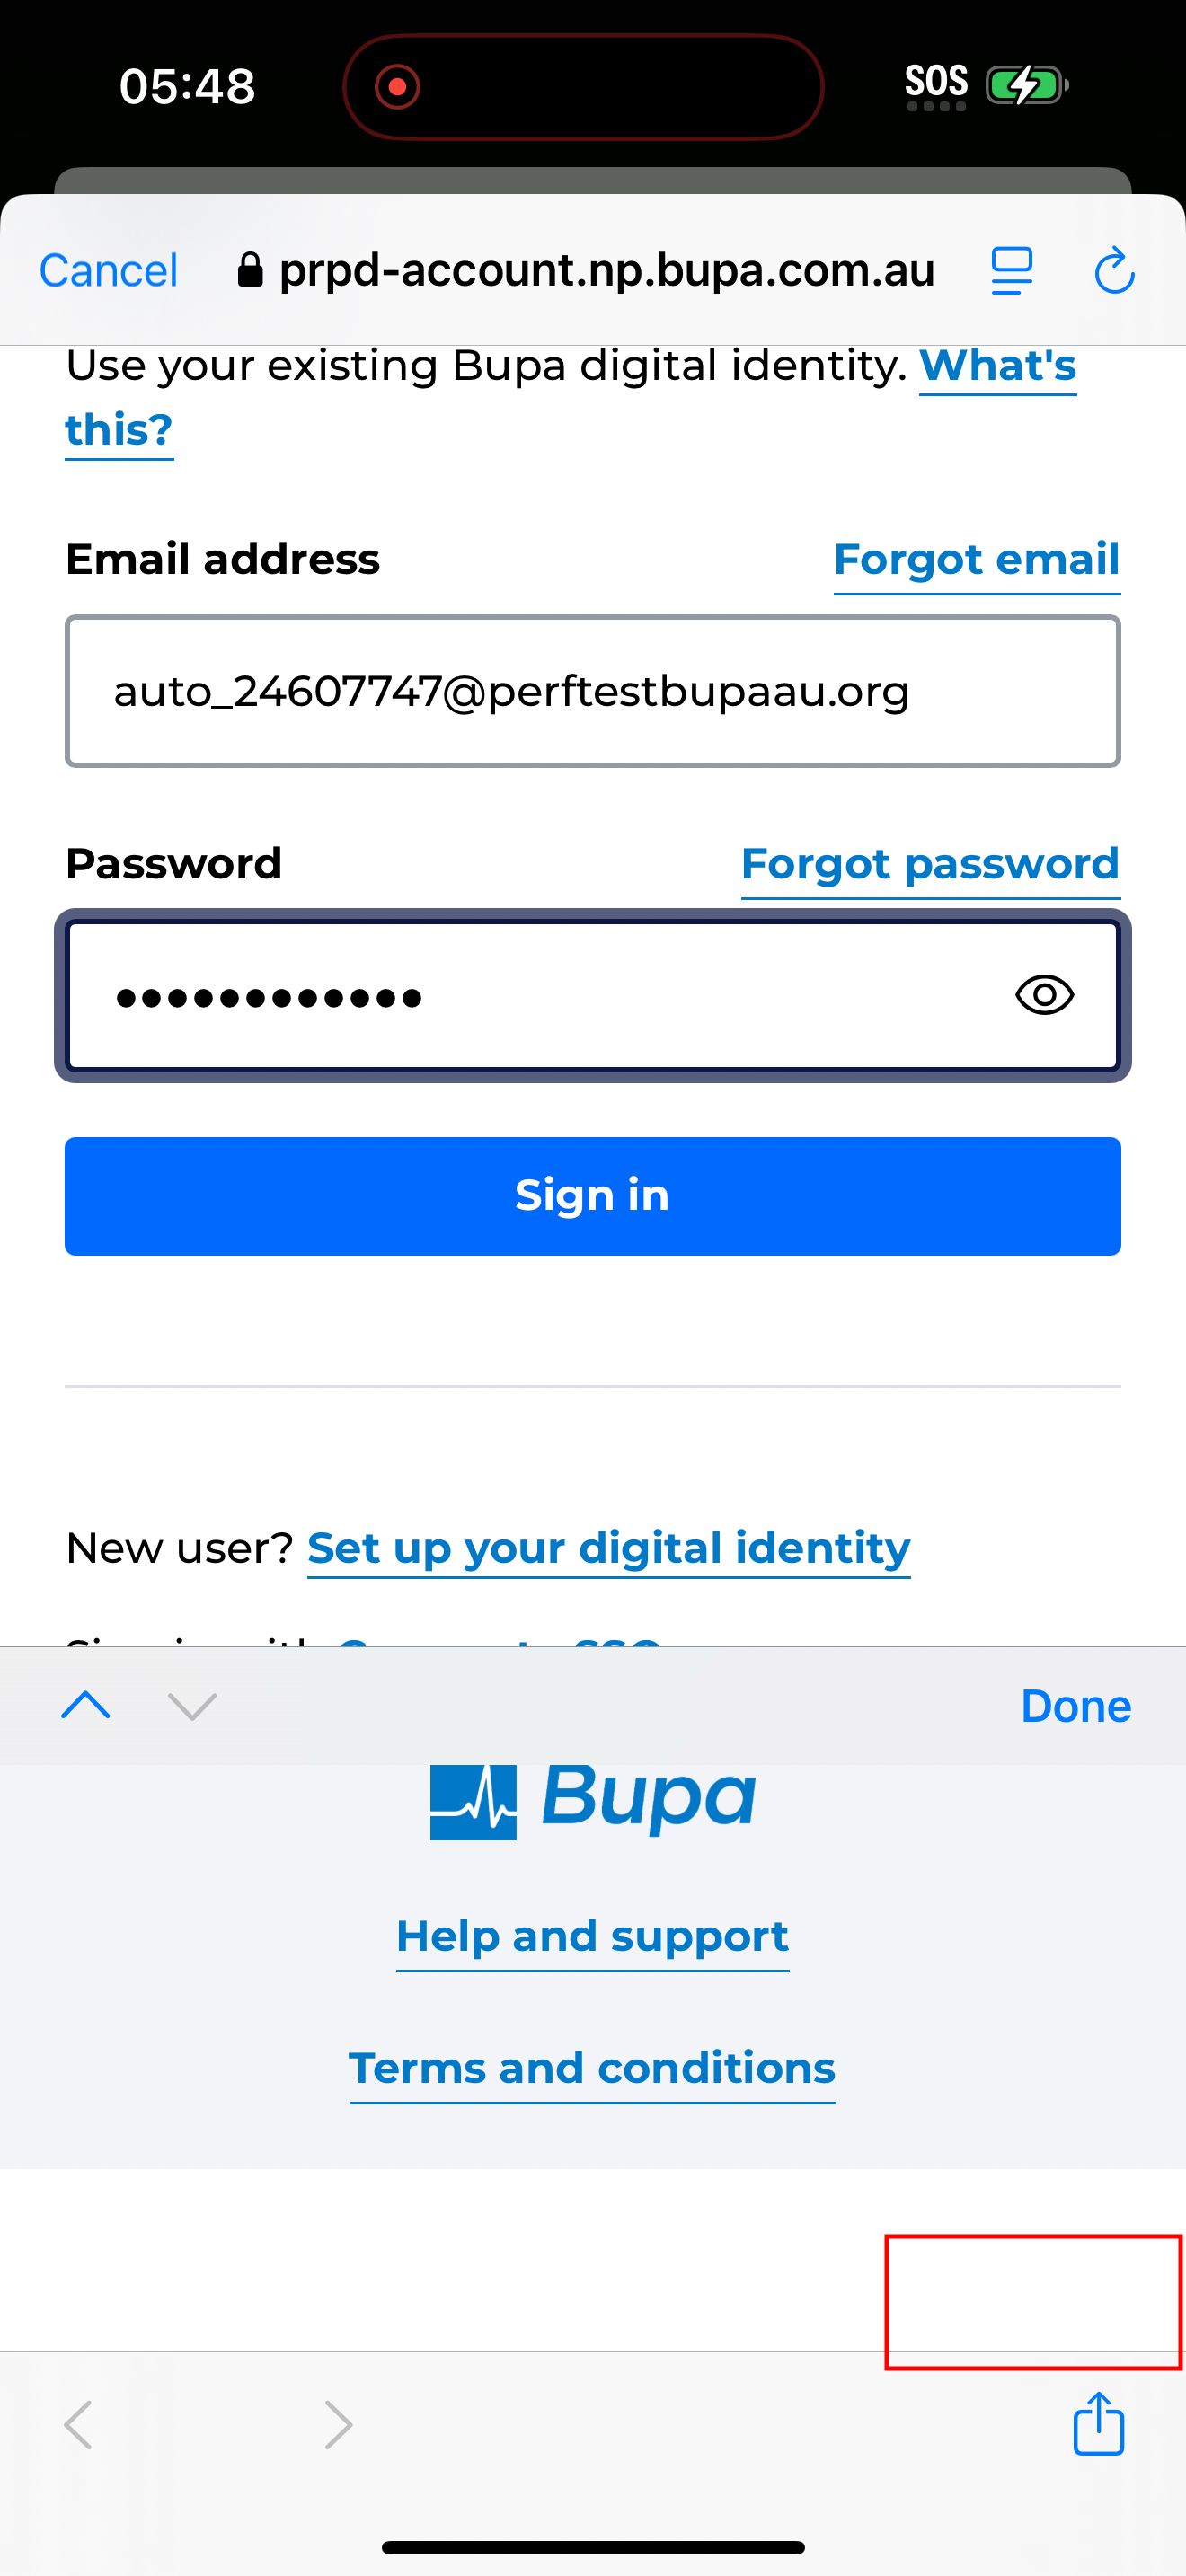 05:48
SOS
Cancel
prpd-account.np.bupa.com.au
Use your existing Bupa digital identity. What's
this?
Email address
Forgot email
auto_24607747@perftestbupaau.org
Password
Forgot password
Sign in
New user? Set up your digital identity
Done
Bupa
Help and support
Terms and conditions